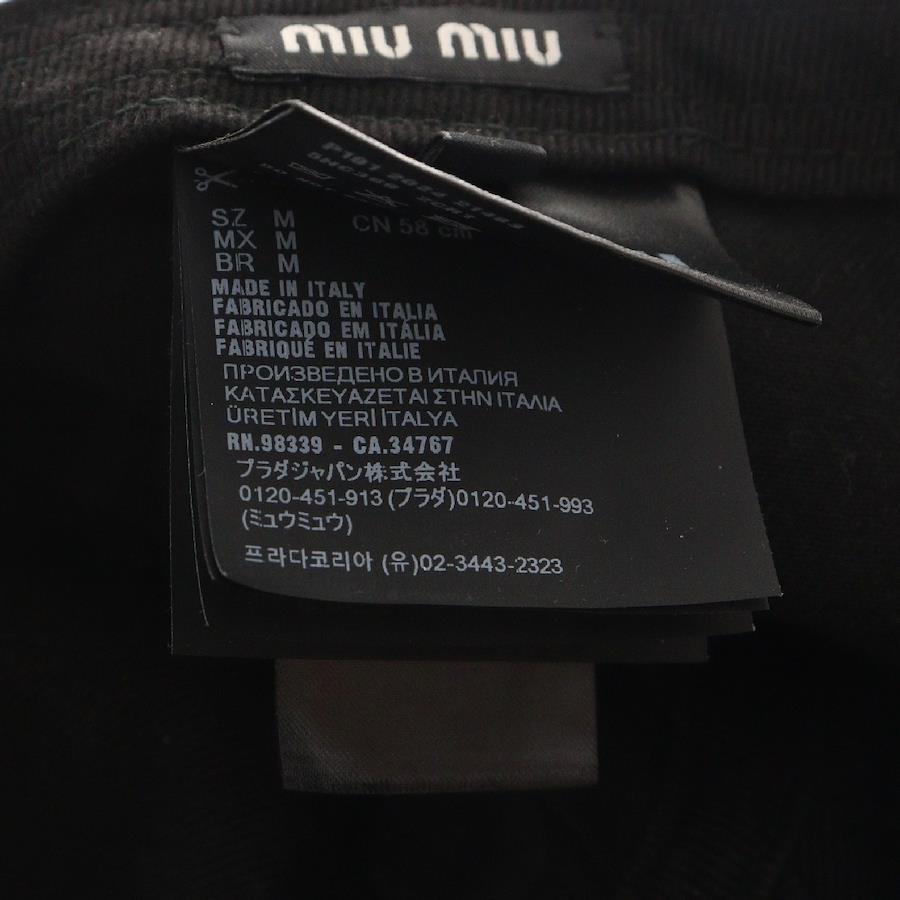 miu miu
SZ M CN 58 cm
MX M
BR M
MADE IN ITALY
FABRICADO EN ITALIA
FABRICADO EM ITÁLIA
FABRIQUÉ EN ITALIE
ПРОИЗВЕДЕНО В ИТАЛИЯ
ΚΑΤΑΣΚΕΥΑΖΕΤΑΙ ΣΤΗΝ ΙΤΑΛΙΑ
ÜRETİM YERİ İTALYA
RN.98339 - CA.34767
プラダジャパン株式会社
0120-451-913 (プラダ)0120-451-993
(ミュウミュウ)
프라다코리아 (유)02-3443-2323